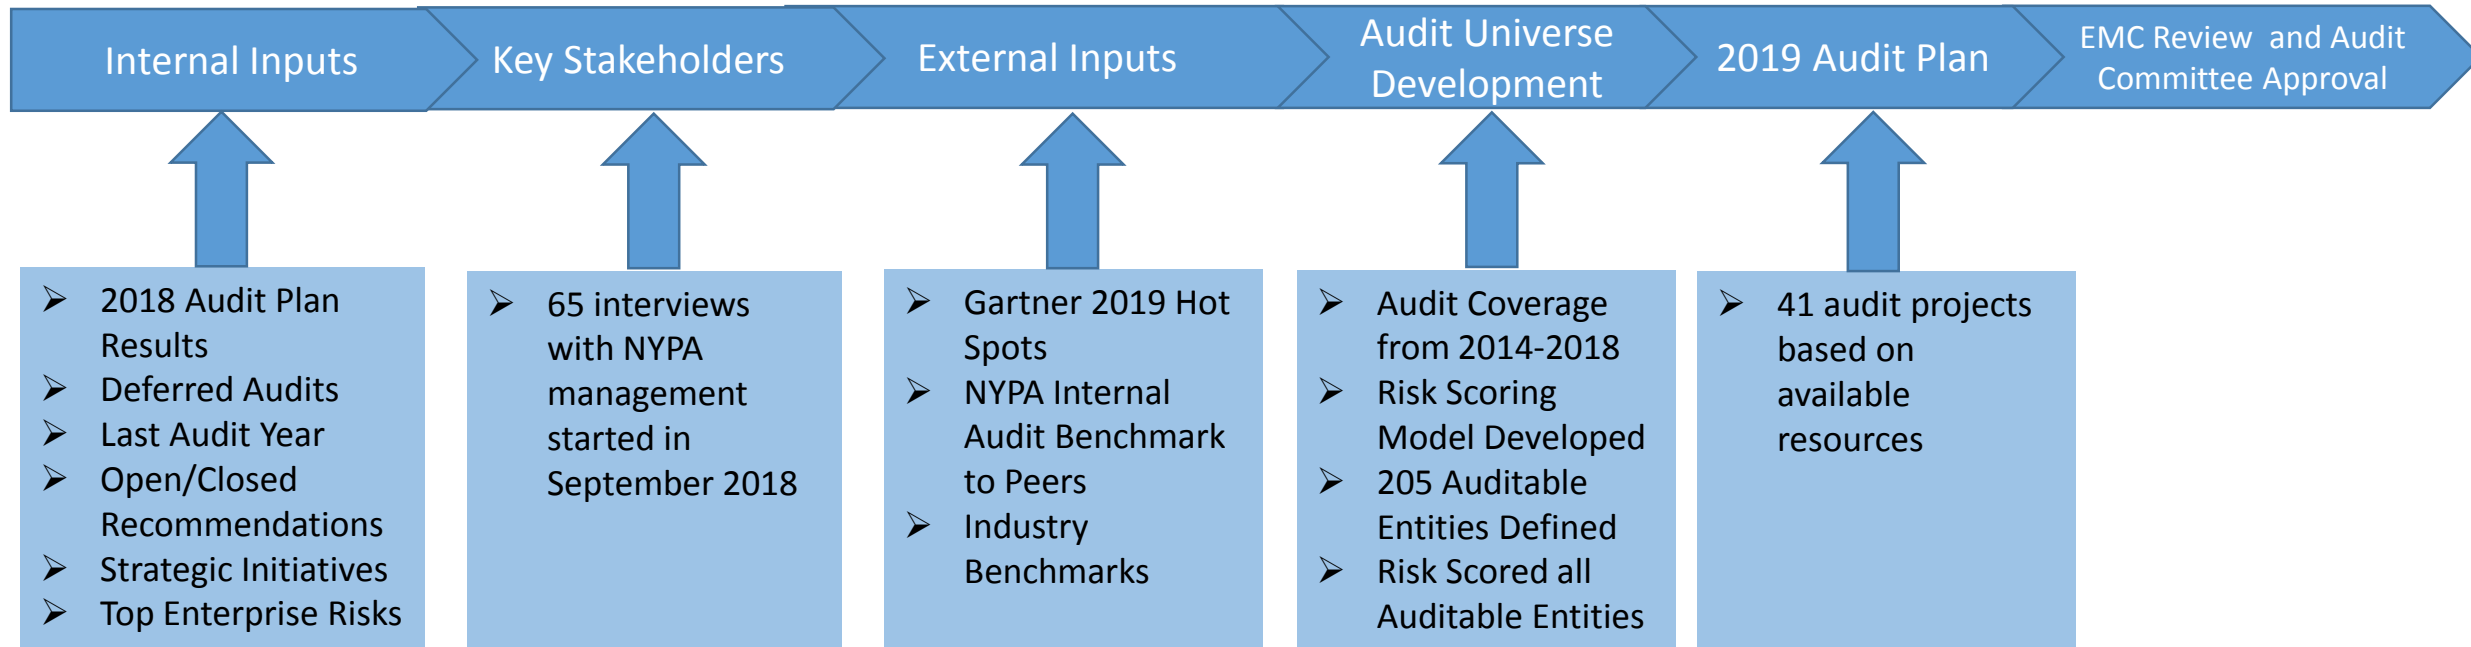 Internal Inputs
Key Stakeholders
External Inputs
Audit Universe
Development
2019 Audit Plan
EMC Review and Audit
Committee Approval
➢ 2018 Audit Plan
Results
➢ Deferred Audits
➢ Last Audit Year
➢ Open/Closed
Recommendations
➢ Strategic Initiatives
➢ Top Enterprise Risks
➢ 65 interviews
with NYPA
management
started in
September 2018
➢ Gartner 2019 Hot
Spots
➢ NYPA Internal
Audit Benchmark
to Peers
➢ Industry
Benchmarks
➢ Audit Coverage
from 2014-2018
➢ Risk Scoring
Model Developed
➢ 205 Auditable
Entities Defined
➢ Risk Scored all
Auditable Entities
➢ 41 audit projects
based on
available
resources